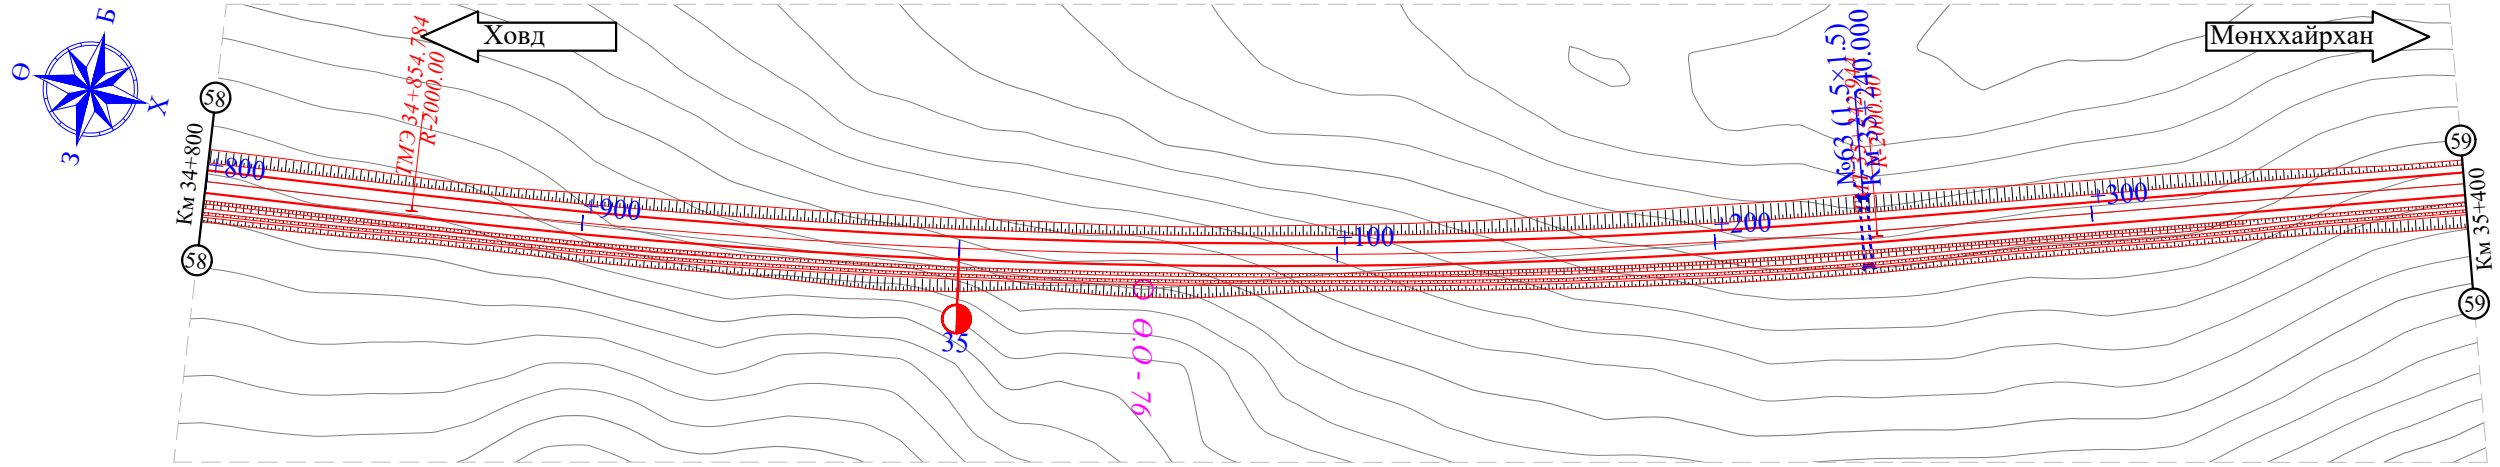 Б
Ө
Х
З
58
Км 34+800
58
+800
ТМЭ 34+854.784
R-2000.00
Ховд
+900
35
Ө.Ө - 76
+100
+200
№63 (1.5×1.5)
Км 35+240.000
R-2000.00
+300
Мөнххайрхан
59
Км 35+400
59